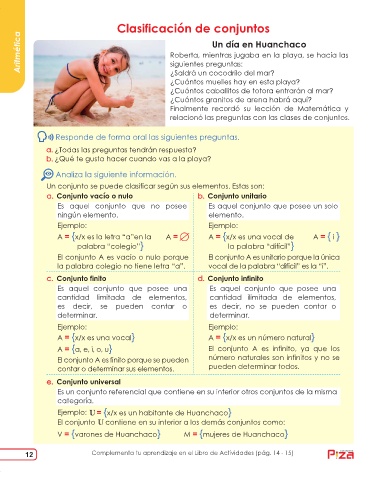 Clasificación de conjuntos
Aritmética
Un día en Huanchaco
Roberta, mientras jugaba en la playa, se hacía las
siguientes preguntas:
¿Saldrá un cocodrilo del mar?
¿Cuántos muelles hay en esta playa?
¿Cuántos caballitos de totora entrarán al mar?
¿Cuántos granitos de arena habrá aquí?
Finalmente recordó su lección de Matemática y
relacionó las preguntas con las clases de conjuntos.
Responde de forma oral las siguientes preguntas.
a. ¿Todas las preguntas tendrán respuesta?
b. ¿Qué te gusta hacer cuando vas a la playa?
Analiza la siguiente información.
Un conjunto se puede clasificar según sus elementos. Estas son:
a. Conjunto vacío o nulo
Es aquel conjunto que no posee
ningún elemento.
Ejemplo:
A = {x/x es la letra “a”en la A = ∅
palabra “colegio”}
El conjunto A es vacío o nulo porque
la palabra colegio no tiene letra “a”.
b. Conjunto unitario
Es aquel conjunto que posee un solo
elemento.
Ejemplo:
A = {x/x es una vocal de A = { i }
la palabra “difícil”}
El conjunto A es unitario porque la única
vocal de la palabra “difícil” es la “i”.
c. Conjunto finito
Es aquel conjunto que posee una
cantidad limitada de elementos,
es decir, se pueden contar o
determinar.
Ejemplo:
A = {x/x es una vocal}
A = {a, e, i, o, u}
El conjunto A es finito porque se pueden
contar o determinar sus elementos.
d. Conjunto infinito
Es aquel conjunto que posee una
cantidad ilimitada de elementos,
es decir, no se pueden contar o
determinar.
Ejemplo:
A = {x/x es un número natural}
El conjunto A es infinito, ya que los
número naturales son infinitos y no se
pueden determinar todos.
e. Conjunto universal
Es un conjunto referencial que contiene en su interior otros conjuntos de la misma
categoría.
Ejemplo: U = {x/x es un habitante de Huanchaco}
El conjunto U contiene en su interior a los demás conjuntos como:
V = {varones de Huanchaco} M = {mujeres de Huanchaco}
12
Complementa tu aprendizaje en el Libro de Actividades (pág. 14 - 15)
Piza